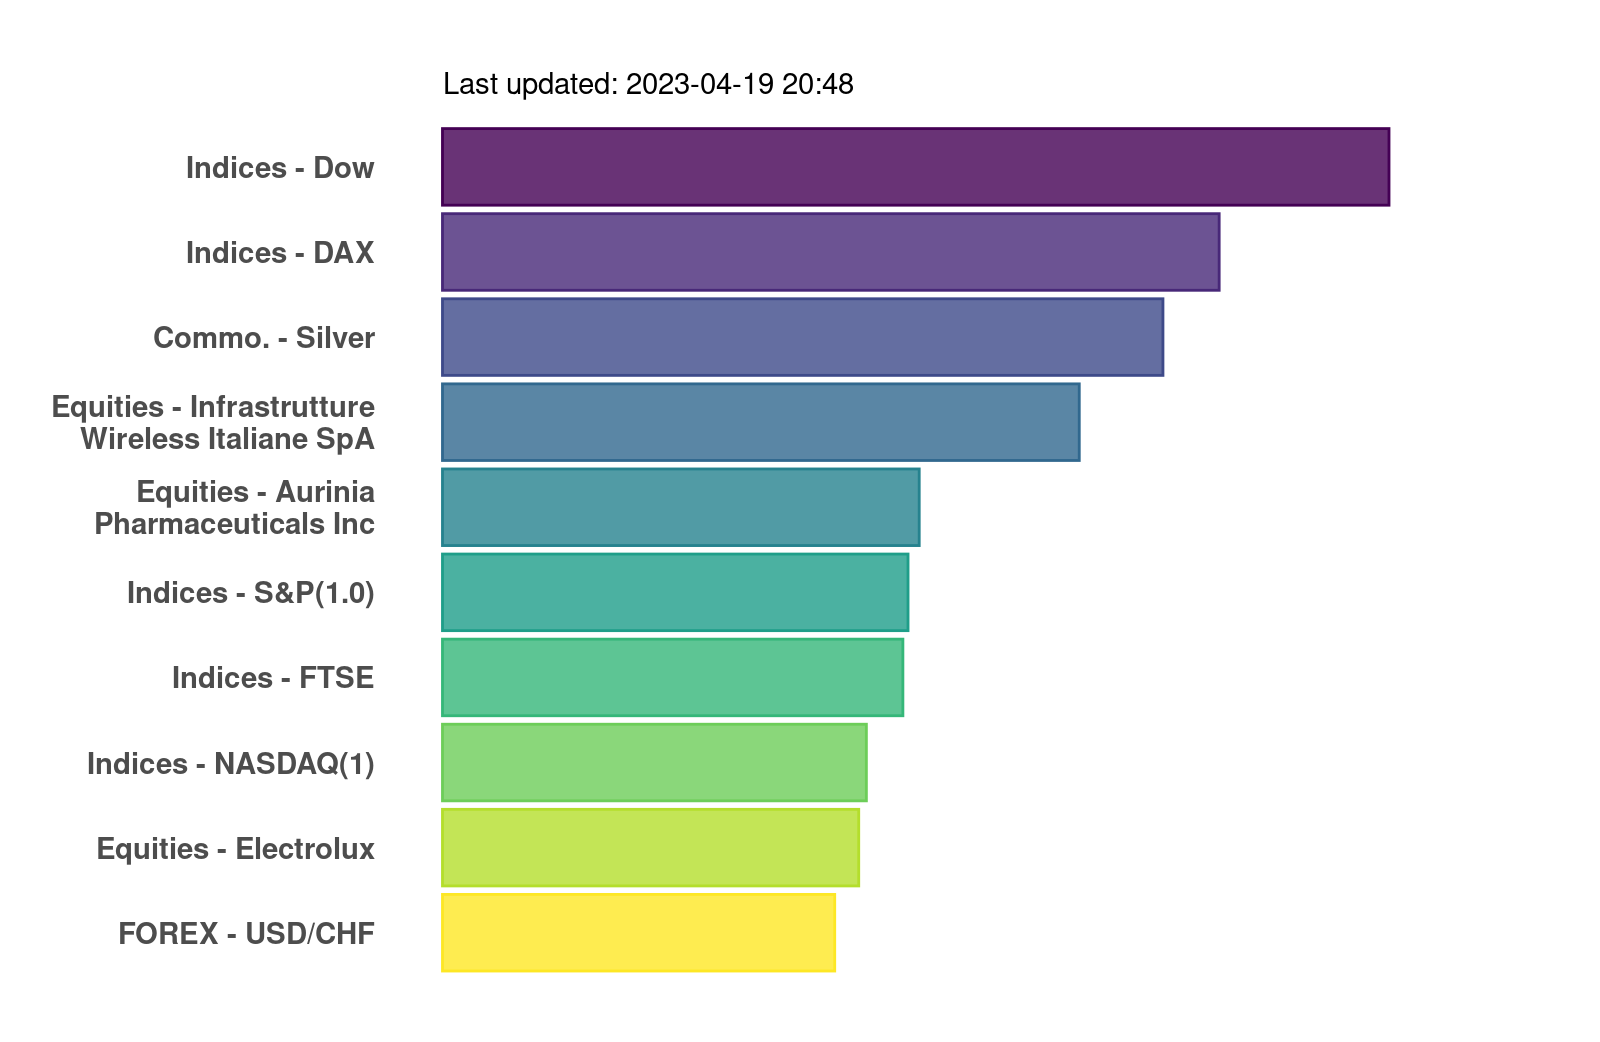 Last updated: 2023-04-19 20:48
Indices - Dow
Indices - DAX
Commo. - Silver
Equities - Infrastrutture
Wireless Italiane SpA
Equities - Aurinia
Pharmaceuticals Inc
Indices - S&P(1.0)
Indices - FTSE
Indices - NASDAQ(1)
Equities - Electrolux
FOREX - USD/CHF